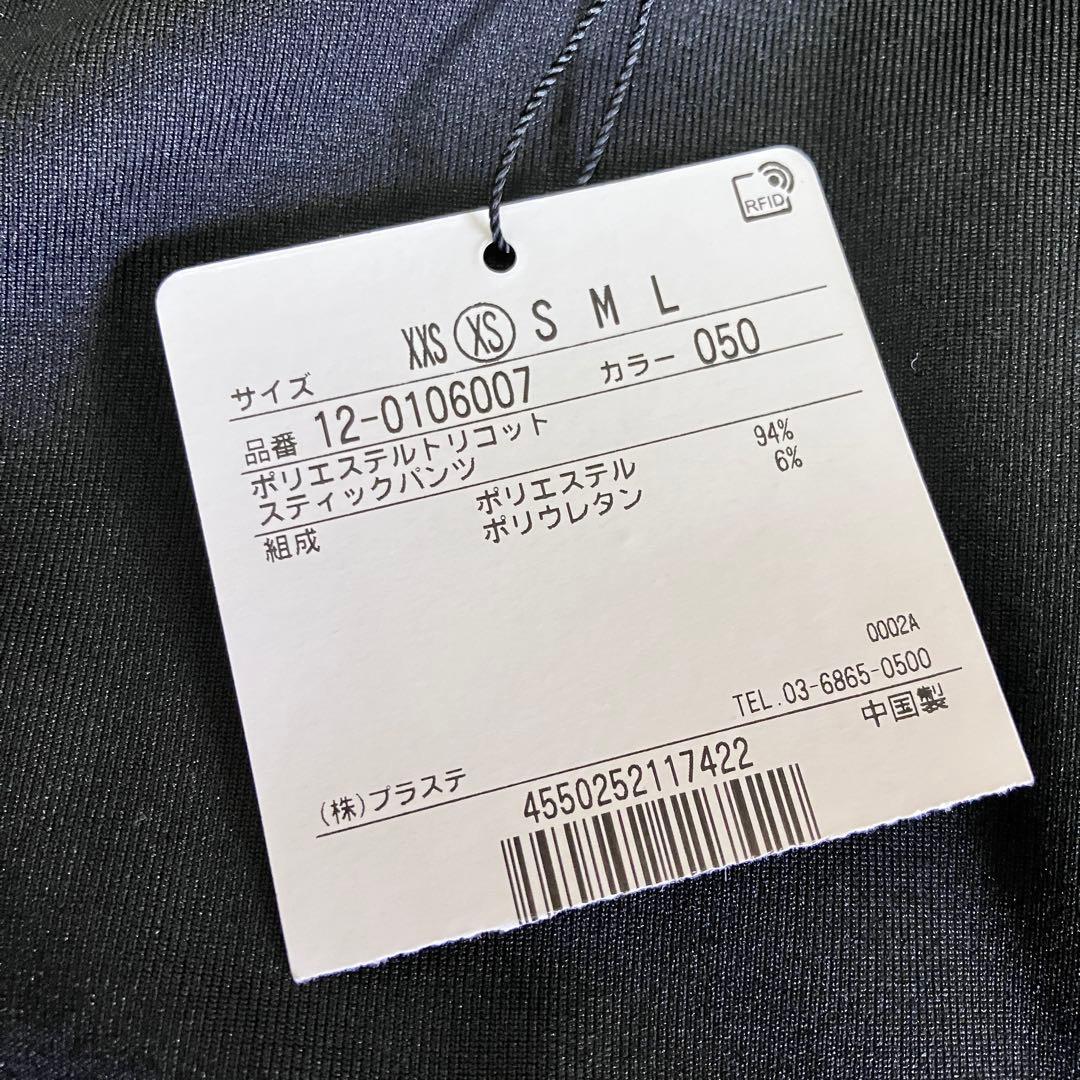 RFID
サイズ XXS XS S M L
品番 12-0106007 カラー 050
ポリエステルトリコット
スティックパンツ
組成 ポリエステル 94%
ポリウレタン 6%
0002A
TEL.03-6865-0500
(株)プラステ 中国製
4550252117422